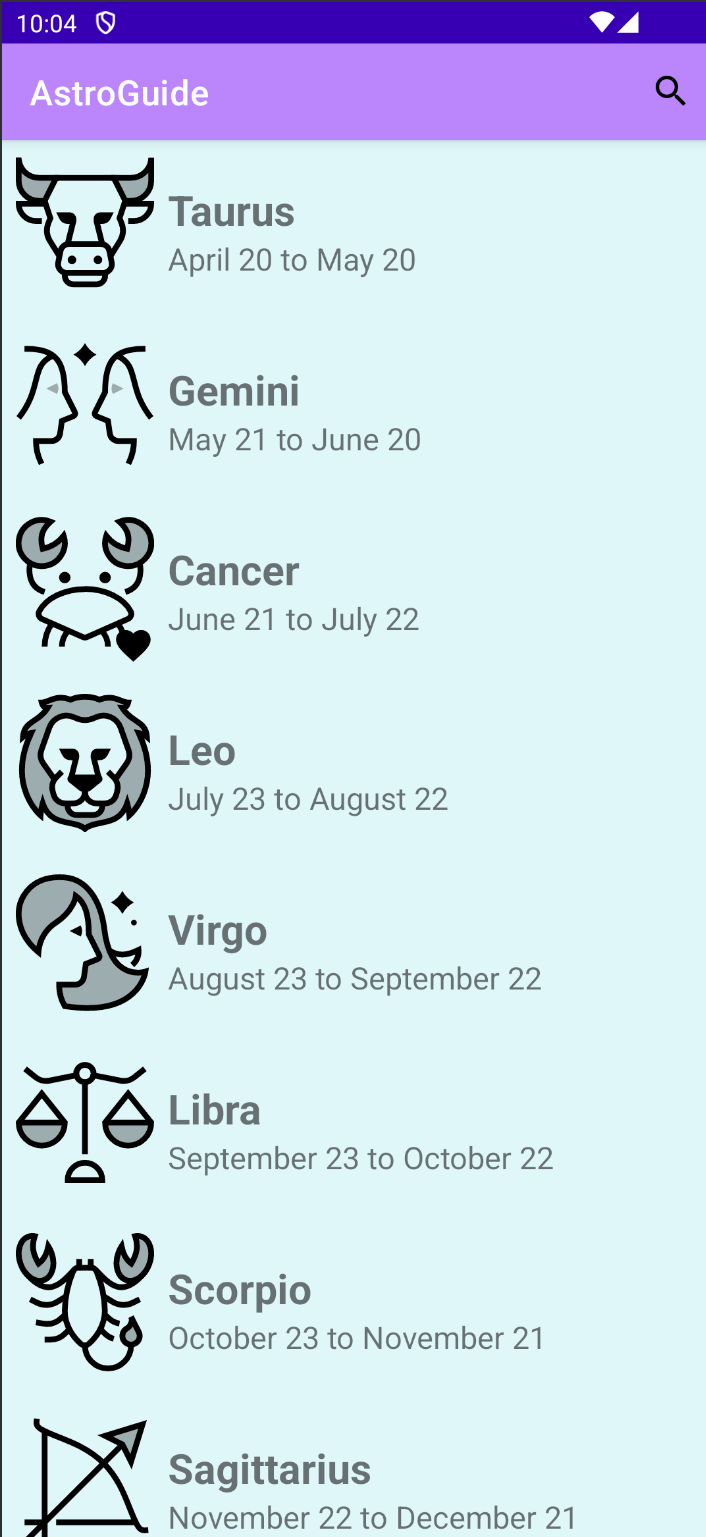 10:04
AstroGuide
Taurus
April 20 to May 20
Gemini
May 21 to June 20
Cancer
June 21 to July 22
Leo
July 23 to August 22
Virgo
August 23 to September 22
Libra
September 23 to October 22
Scorpio
October 23 to November 21
Sagittarius
November 22 to December 21